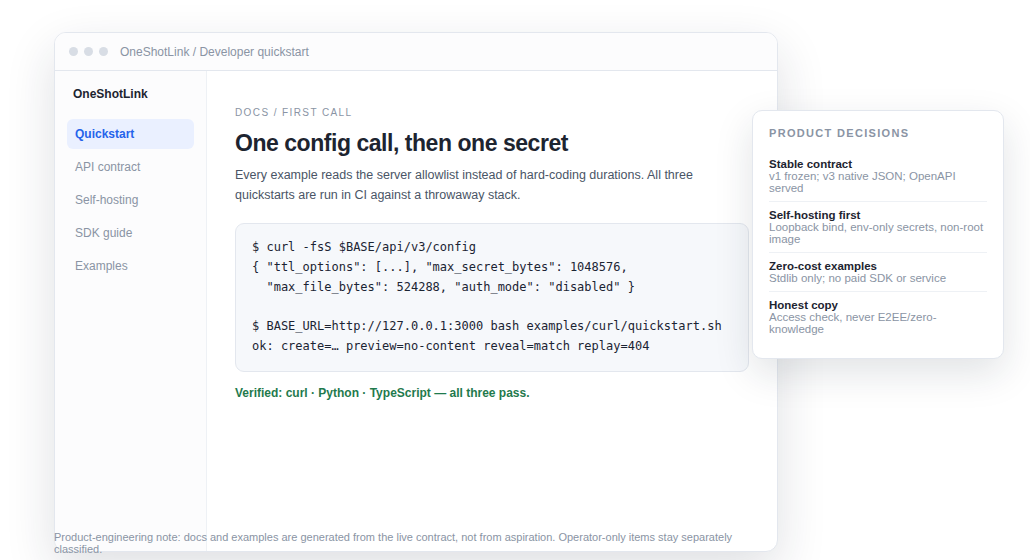 OneShotLink / Developer quickstart
OneShotLink
Quickstart
API contract
Self-hosting
SDK guide
Examples
DOCS / FIRST CALL
One config call, then one secret
Every example reads the server allowlist instead of hard-coding durations. All three
quickstarts are run in CI against a throwaway stack.
$ curl -fsS $BASE/api/v3/config
{ "ttl_options": [...], "max_secret_bytes": 1048576,
"max_file_bytes": 524288, "auth_mode": "disabled" }
$ BASE_URL=http://127.0.0.1:3000 bash examples/curl/quickstart.sh
ok: create=… preview=no-content reveal=match replay=404
Verified: curl · Python · TypeScript — all three pass.
PRODUCT DECISIONS
Stable contract
v1 frozen; v3 native JSON; OpenAPI
served
Self-hosting first
Loopback bind, env-only secrets, non-root
image
Zero-cost examples
Stdlib only; no paid SDK or service
Honest copy
Access check, never E2EE/zero-
knowledge
Product-engineering note: docs and examples are generated from the live contract, not from aspiration. Operator-only items stay separately
classified.